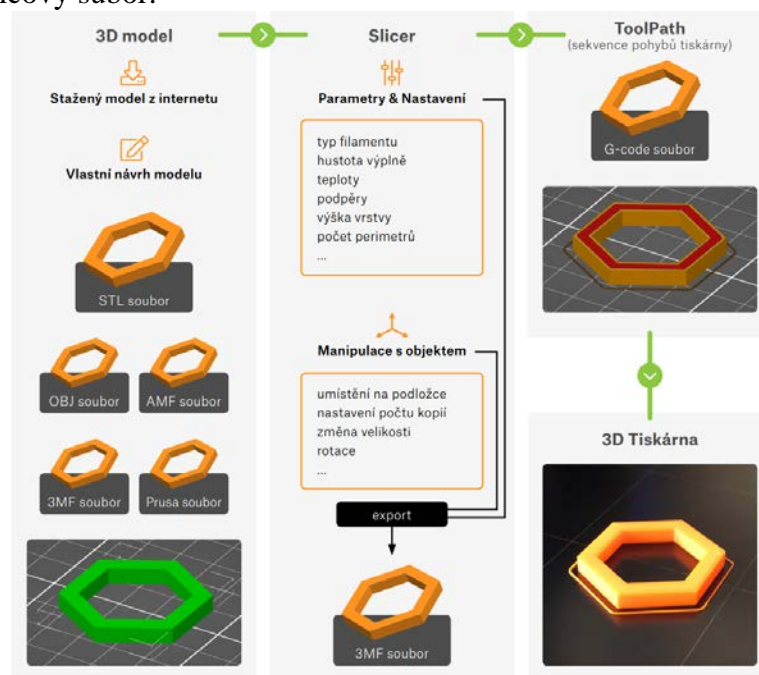 súbor.
3D model
Stažený model z internetu
Vlastní návrh modelu
STL soubor
OBJ soubor
AMF soubor
3MF soubor
Prusa soubor
Slicer
Parametry & Nastavení
typ filamentu
hustota výplně
teploty
podpěry
výška vrstvy
počet perimetrů
...
Manipulace s objektem
umístění na podložce
nastavení počtu kopií
změna velikosti
rotace
...
export
3MF soubor
ToolPath
(sekvence pohybů tiskárny)
G-code soubor
3D Tiskárna